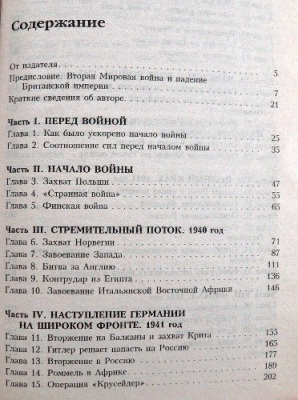 Содержание
От издателя 5
Предисловие. Вторая Мировая война и падение
Британской империи 7
Краткие сведения об авторе. 21
Часть I. ПЕРЕД ВОЙНОЙ
Глава 1. Как было ускорено начало войны 25
Глава 2. Соотношение сил перед началом войны 35
Часть II. НАЧАЛО ВОЙНЫ
Глава 3. Захват Польши 47
Глава 4. «Странная война» 55
Глава 5. Финская война 65
Часть III. СТРЕМИТЕЛЬНЫЙ ПОТОК. 1940 год
Глава 6. Захват Норвегии 71
Глава 7. Завоевание Запада 87
Глава 8. Битва за Англию 111
Глава 9. Контрудар из Египта 136
Глава 10. Завоевание Итальянской Восточной Африки 146
Часть IV. НАСТУПЛЕНИЕ ГЕРМАНИИ
НА ШИРОКОМ ФРОНТЕ. 1941 год
Глава 11. Вторжение на Балканы и захват Крита 155
Глава 12. Гитлер решает напасть на Россию 165
Глава 13. Вторжение в Россию 177
Глава 14. Роммель в Африке 189
Глава 15. Операция «Крусейдер» 202